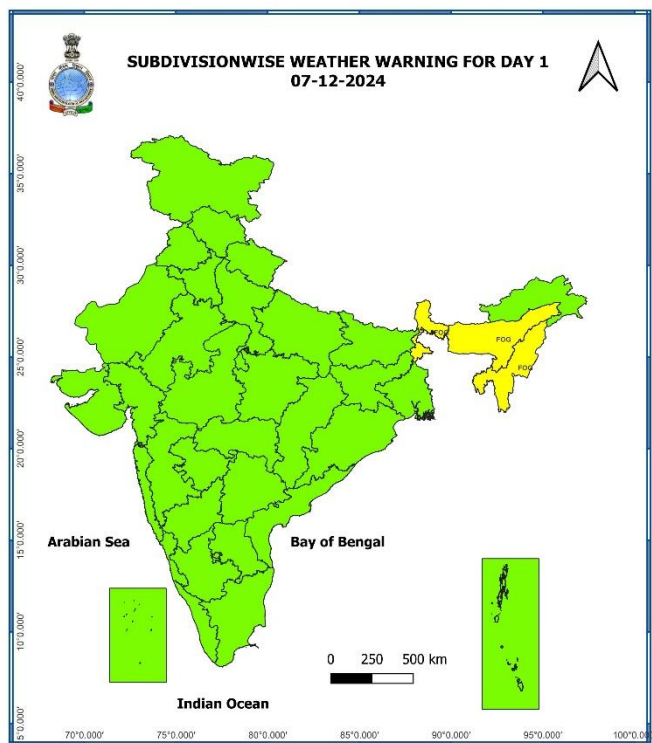 SUBDIVISIONWISE WEATHER WARNING FOR DAY 1
07-12-2024
40°0.000'
35°0.000'
30°0.000'
25°0.000'
20°0.000'
15°0.000'
10°0.000'
5°0.000'
FOG
FOG
FOG
Arabian Sea
Bay of Bengal
0 250 500 km
Indian Ocean
70°0.000' 75°0.000' 80°0.000' 85°0.000' 90°0.000' 95°0.000' 100°0.000'